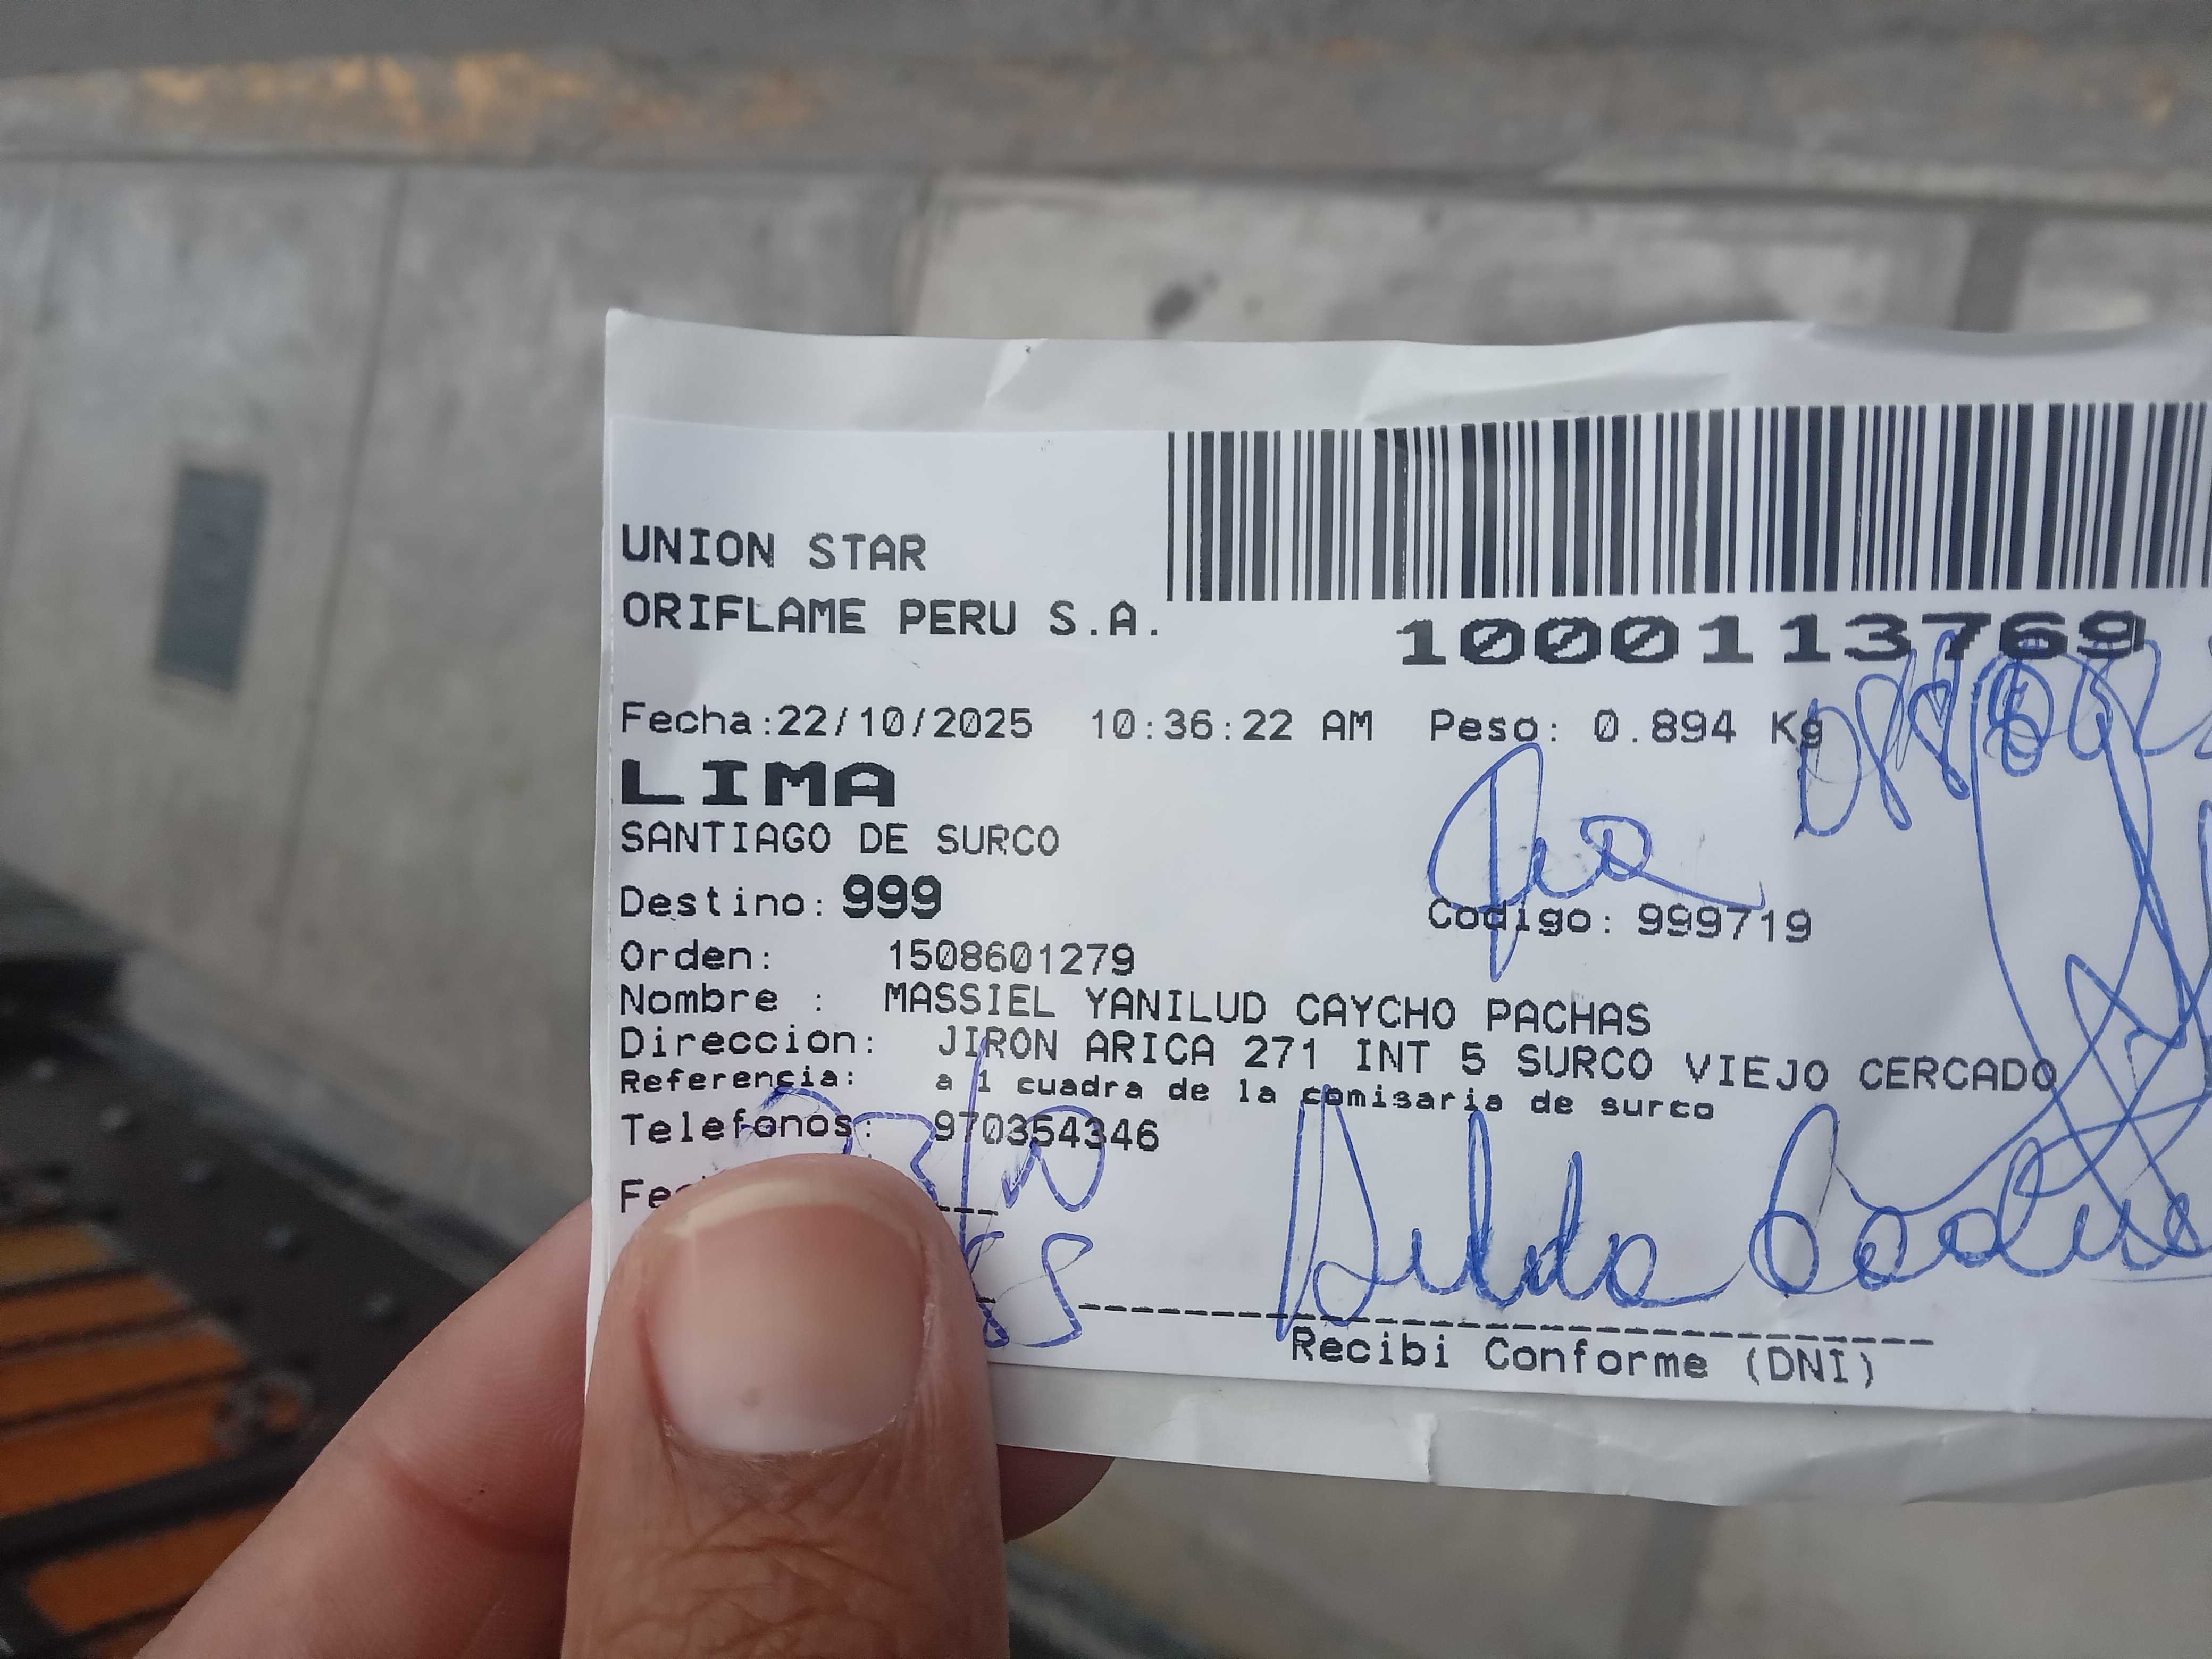 UNION STAR
ORIFLAME PERU S.A.
1000113769
Fecha:22/10/2025 10:36:22 AM Peso: 0.894 Kg
LIMA
SANTIAGO DE SURCO
Destino: 999
Codigo: 999719
Orden: 1508601279
Nombre : MASSIEL YANILUD CAYCHO PACHAS
Direccion: JIRON ARICA 271 INT 5 SURCO VIEJO CERCADO
Referencia: a 1 cuadra de la comisaria de surco
Telefonos: 970354346
Recibi Conforme (DNI)